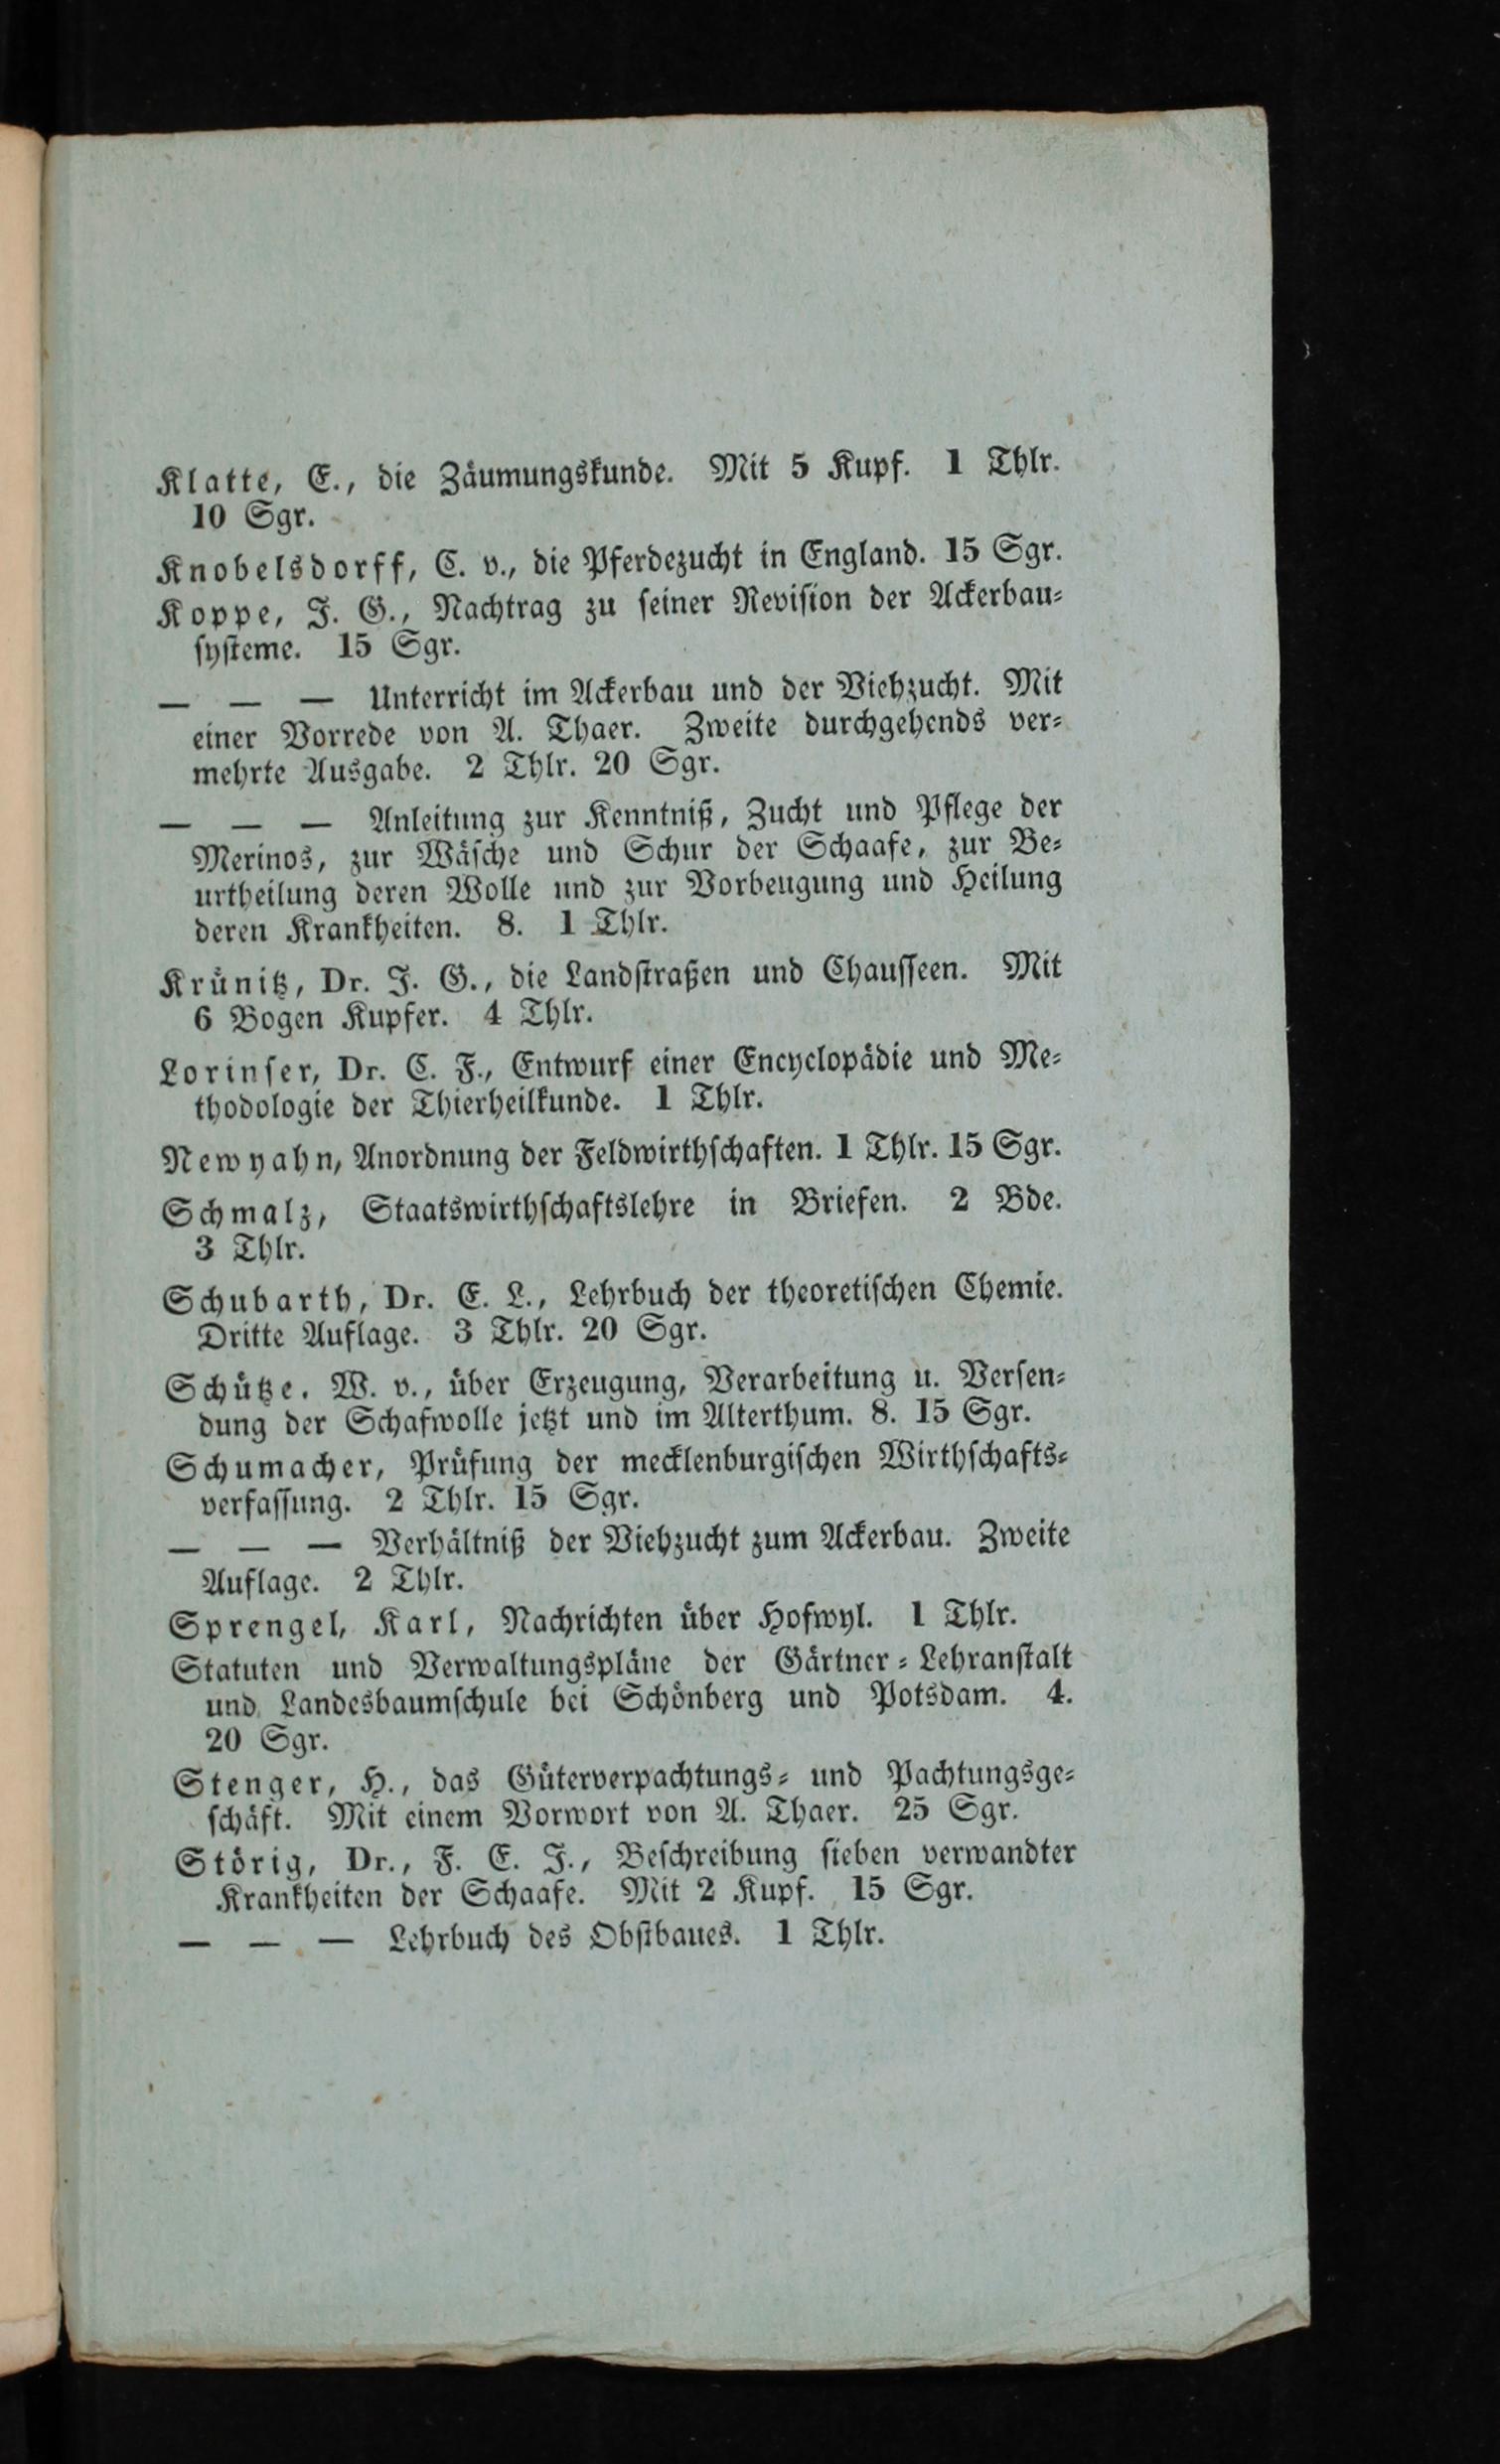 Klatte, E., die Zäumungskunde. Mit 5 Kupf. 1 Thlr.
10 Sgr.
Knobelsdorff, C. v., die Pferdezucht in England. 15 Sgr.
Koppe, J. G., Nachtrag zu ſeiner Reviſion der Ackerbau⸗
ſyſteme. 15 Sgr.
— — — Unterricht im Ackerbau und der Viehzucht. Mit
einer Vorrede von A. Thaer. Zweite durchgehends ver⸗
mehrte Ausgabe. 2 Thlr. 20 Sgr.
— — — Anleitung zur Kenntniß, Zucht und Pflege der
Merinos, zur Wäſche und Schur der Schaafe, zur Be⸗
urtheilung deren Wolle und zur Vorbeugung und Heilung
deren Krankheiten. 8. 1 Thlr.
Krünitz, Dr. J. G., die Landſtraßen und Chauſſeen. Mit
6 Bogen Kupfer. 4 Thlr.
Lorinſer, Dr. C. F., Entwurf einer Encyclopädie und Me⸗
thodologie der Thierheilkunde. 1 Thlr.
Newyahn, Anordnung der Feldwirthſchaften. 1 Thlr. 15 Sgr.
Schmalz, Staatswirthſchaftslehre in Briefen. 2 Bde.
3 Thlr.
Schubarth, Dr. E. L., Lehrbuch der theoretiſchen Chemie.
Dritte Auflage. 3 Thlr. 20 Sgr.
Schütze. W. v., über Erzeugung, Verarbeitung u. Verſen⸗
dung der Schafwolle jetzt und im Alterthum. 8. 15 Sgr.
Schumacher, Prüfung der mecklenburgiſchen Wirthſchafts⸗
verfaſſung. 2 Thlr. 15 Sgr.
— — — Verhältniß der Viehzucht zum Ackerbau. Zweite
Auflage. 2 Thlr.
Sprengel, Karl, Nachrichten über Hofwyl. 1 Thlr.
Statuten und Verwaltungspläne der Gärtner⸗Lehranſtalt
und Landesbaumſchule bei Schönberg und Potsdam. 4.
20 Sgr.
Stenger, H., das Güterverpachtungs⸗ und Pachtungsge⸗
ſchäft. Mit einem Vorwort von A. Thaer. 25 Sgr.
Störig, Dr., F. E. J., Beſchreibung ſieben verwandter
Krankheiten der Schaafe. Mit 2 Kupf. 15 Sgr.
— — — Lehrbuch des Obſtbaues. 1 Thlr.